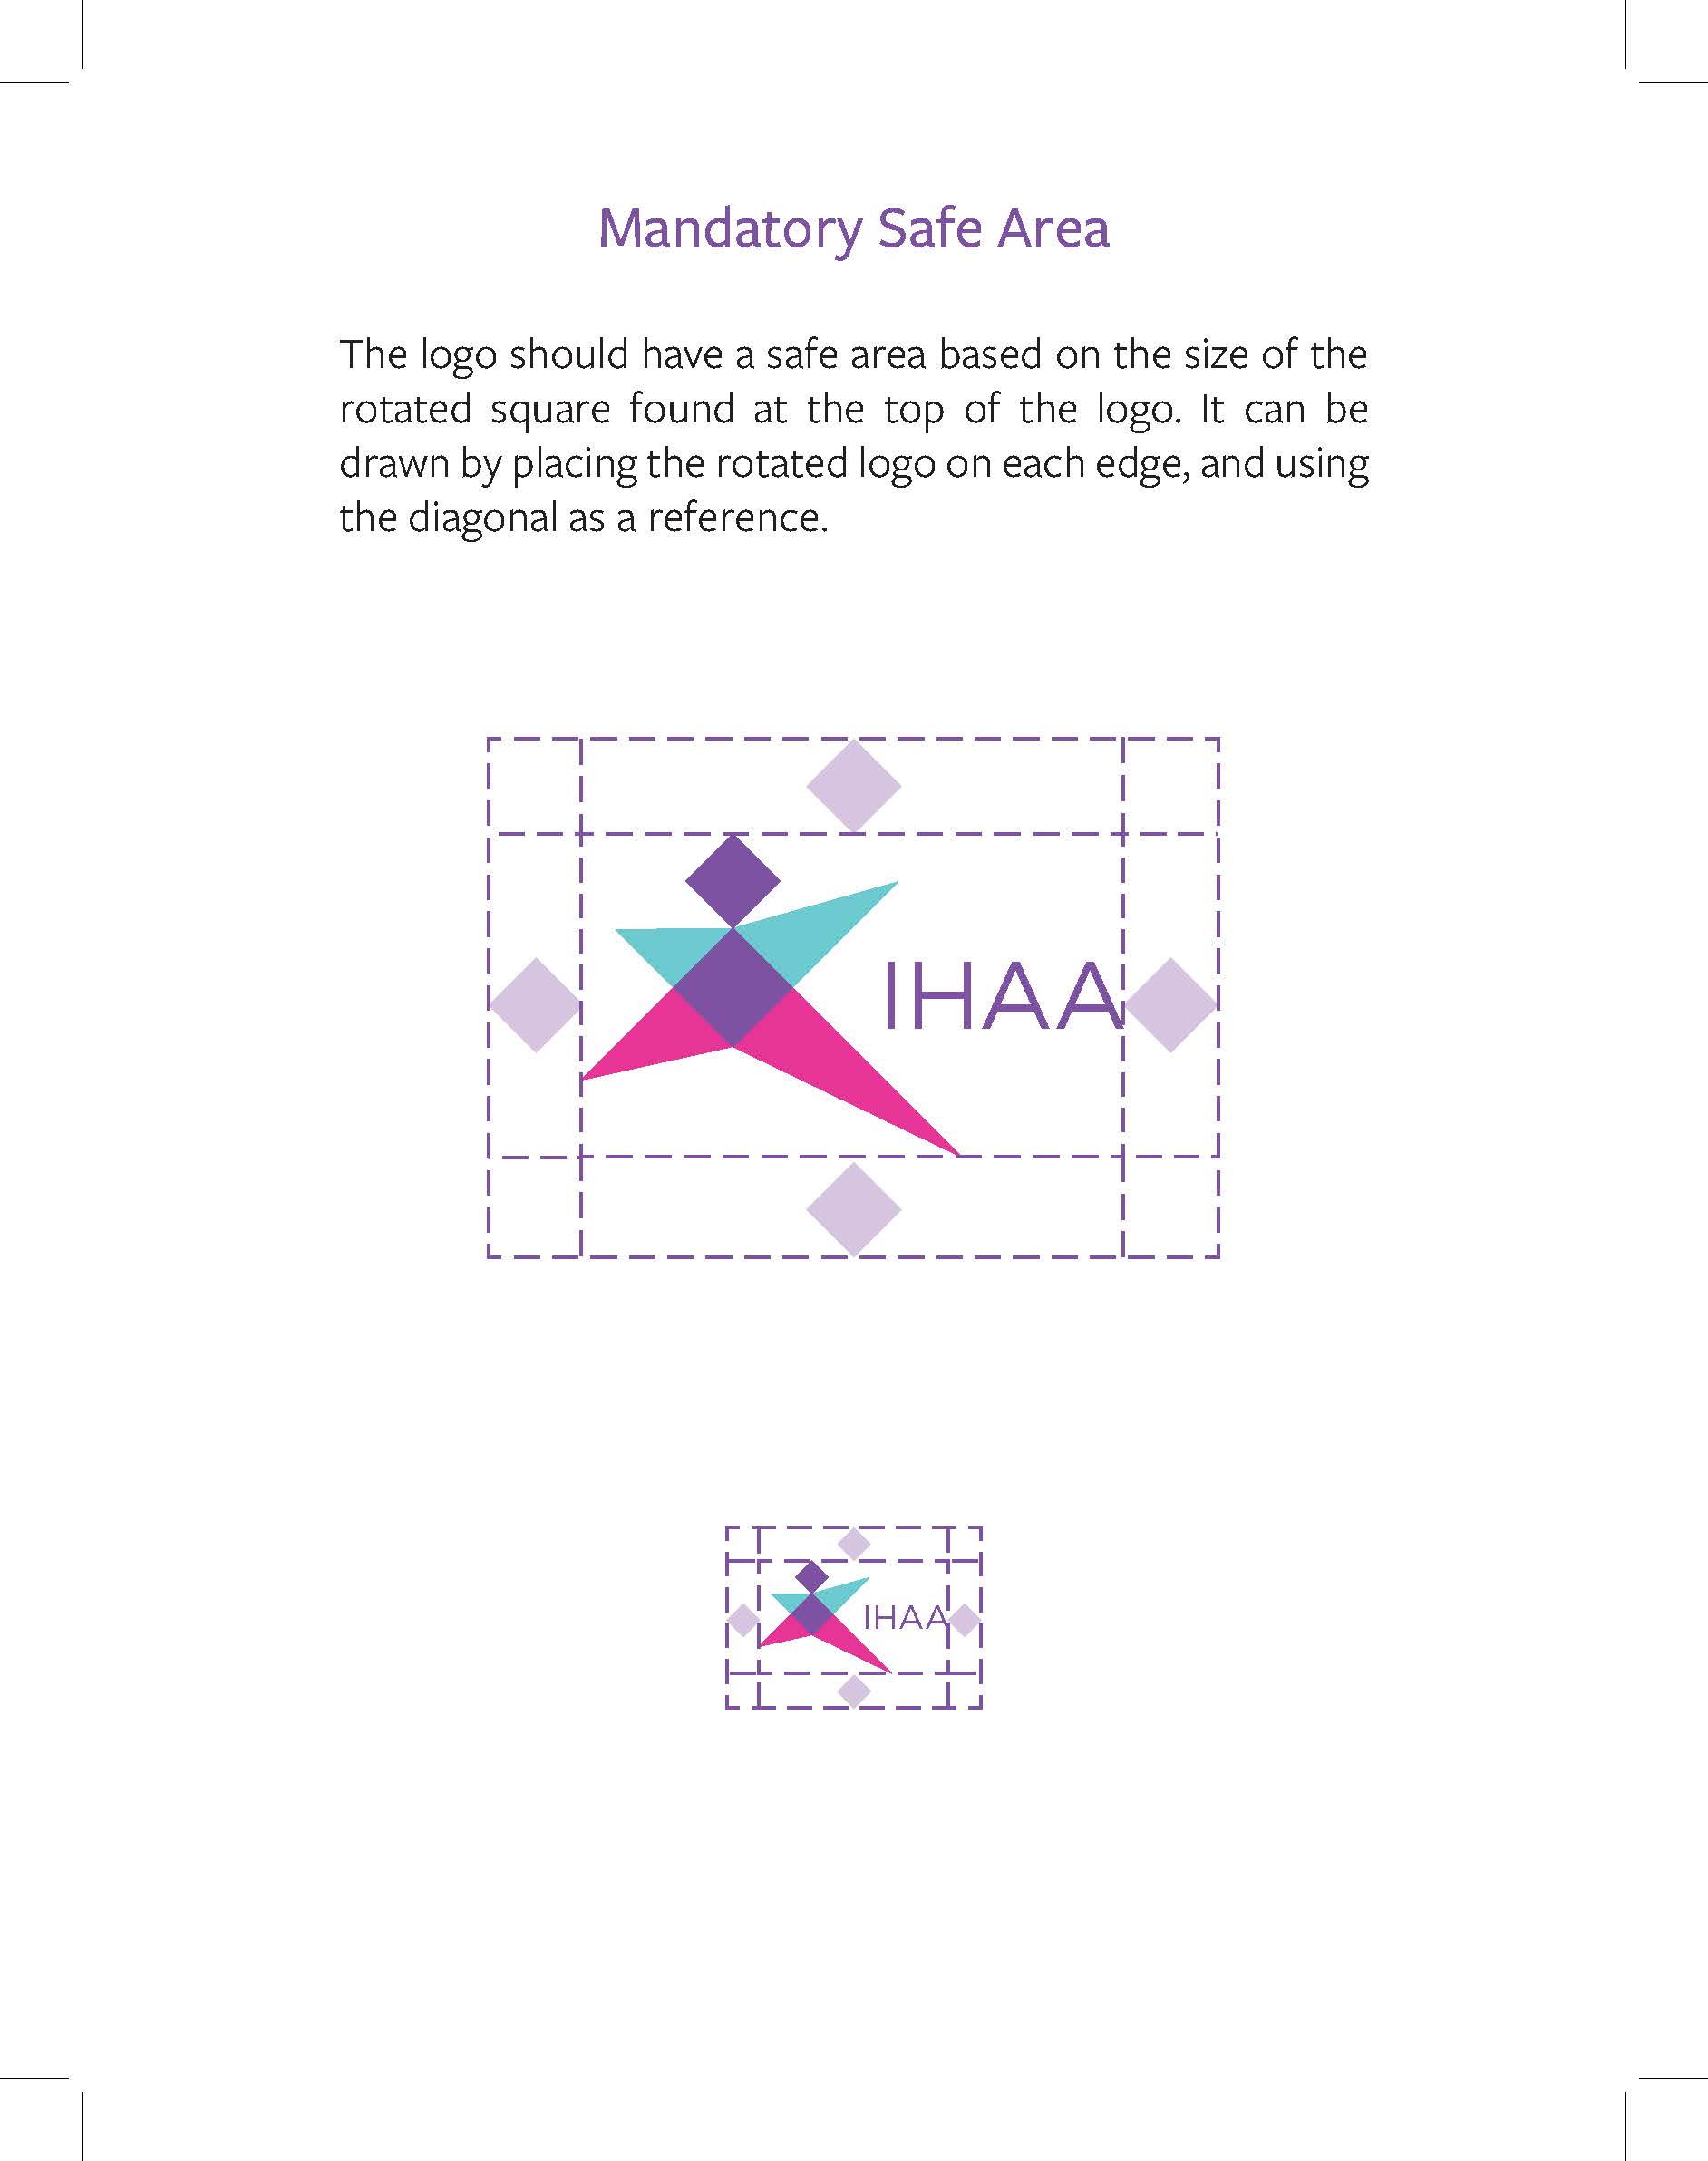 Mandatory Safe Area
The logo should have a safe area based on the size of the
rotated square found at the top of the logo. It can be
drawn by placing the rotated logo on each edge, and using
the diagonal as a reference.
IHAA
IHAA